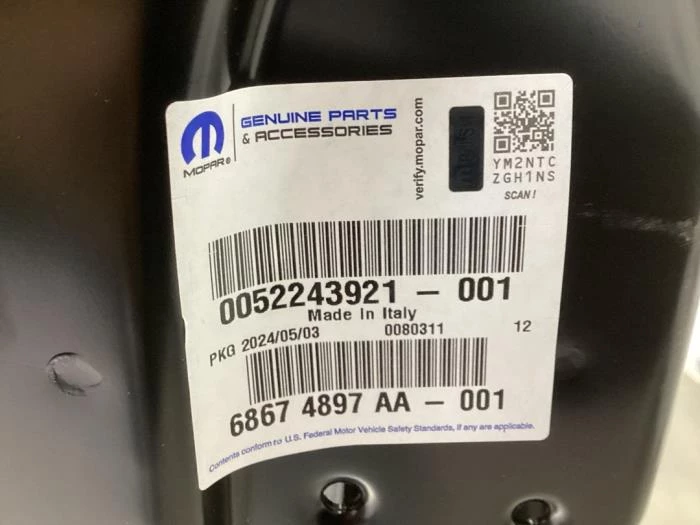 MOPAR®
GENUINE PARTS
& ACCESSORIES
verify.mopar.com
YM2NTC
ZGH1NS
SCAN!
0052243921 - 001
Made In Italy
PKG 2024/05/03 0080311 12
6867 4897 AA - 001
Contents conform to U.S. Federal Motor Vehicle Safety Standards, if any are applicable.